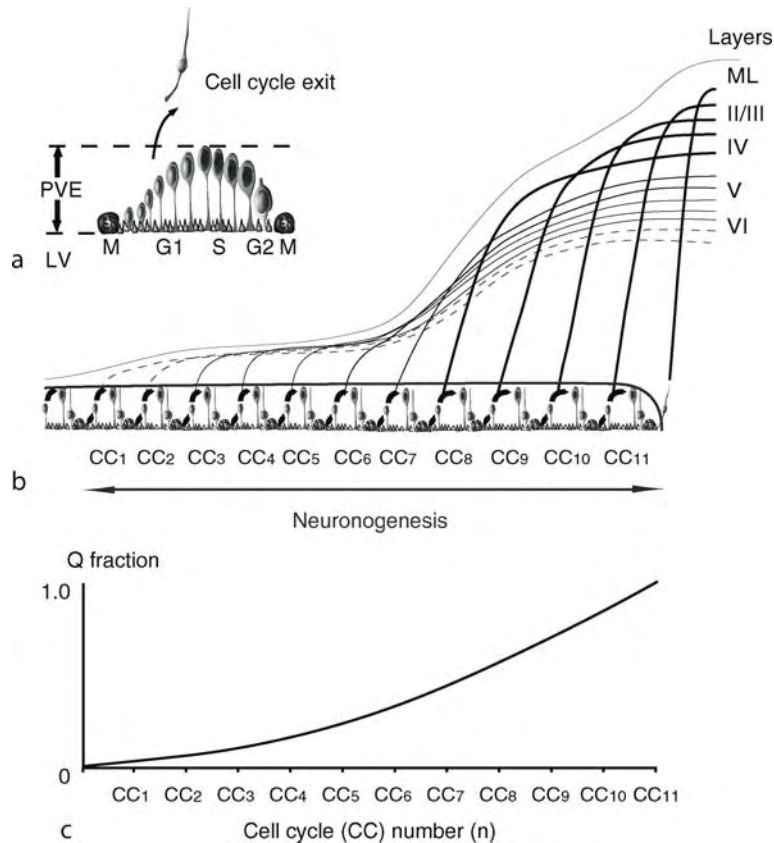 Layers
Cell cycle exit
ML
II/III
IV
V
VI
PVE
M G1 S G2 M
a LV
CC1 CC2 CC3 CC4 CC5 CC6 CC7 CC8 CC9 CC10 CC11
b
Neuronogenesis
Q fraction
1.0
0
CC1 CC2 CC3 CC4 CC5 CC6 CC7 CC8 CC9 CC10 CC11
c Cell cycle (CC) number (n)